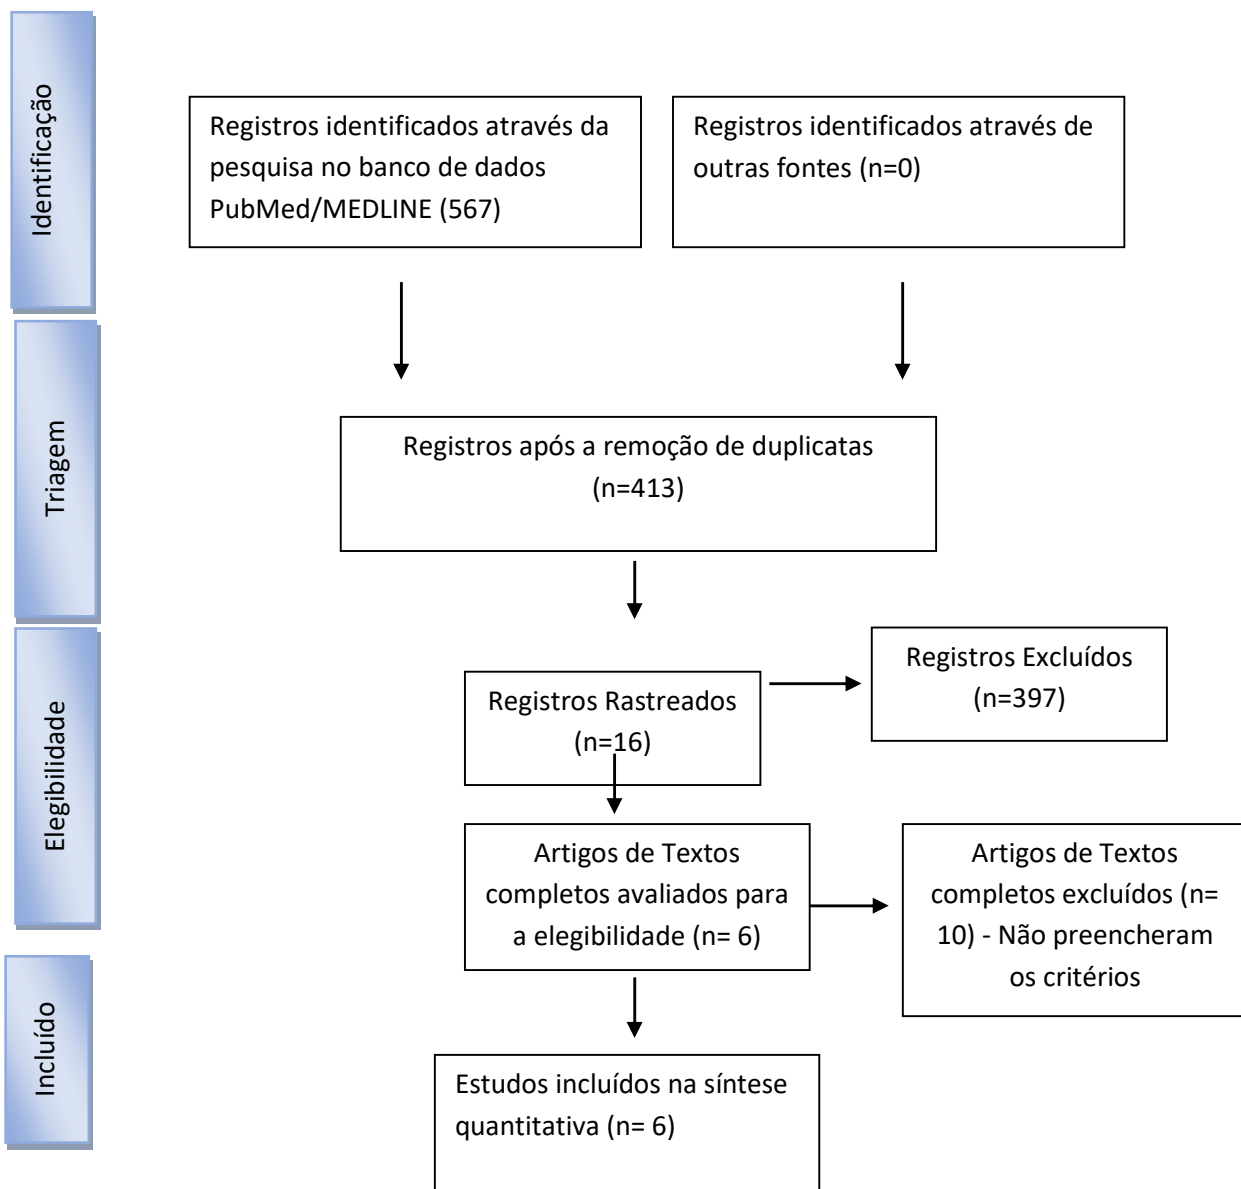 Identificação
Registros identificados através da
pesquisa no banco de dados
PubMed/MEDLINE (567)
Registros identificados através de
outras fontes (n=0)
Triagem
Registros após a remoção de duplicatas
(n=413)
Elegibilidade
Registros Rastreados
(n=16)
Registros Excluídos
(n=397)
Artigos de Textos
completos avaliados para
a elegibilidade (n= 6)
Artigos de Textos
completos excluídos (n=
10) - Não preencheram
os critérios
Incluído
Estudos incluídos na síntese
quantitativa (n= 6)